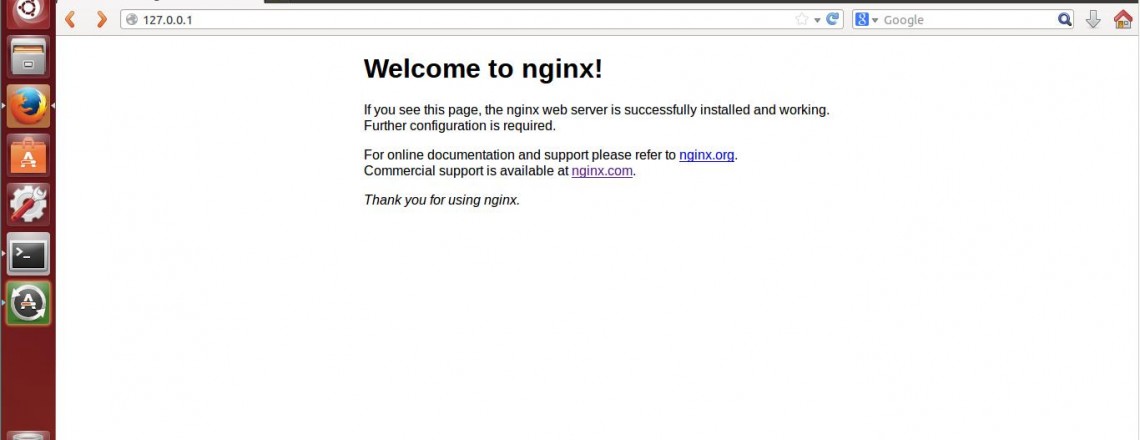 127.0.0.1
Google
Welcome to nginx!
If you see this page, the nginx web server is successfully installed and working.
Further configuration is required.
For online documentation and support please refer to nginx.org.
Commercial support is available at nginx.com.
Thank you for using nginx.